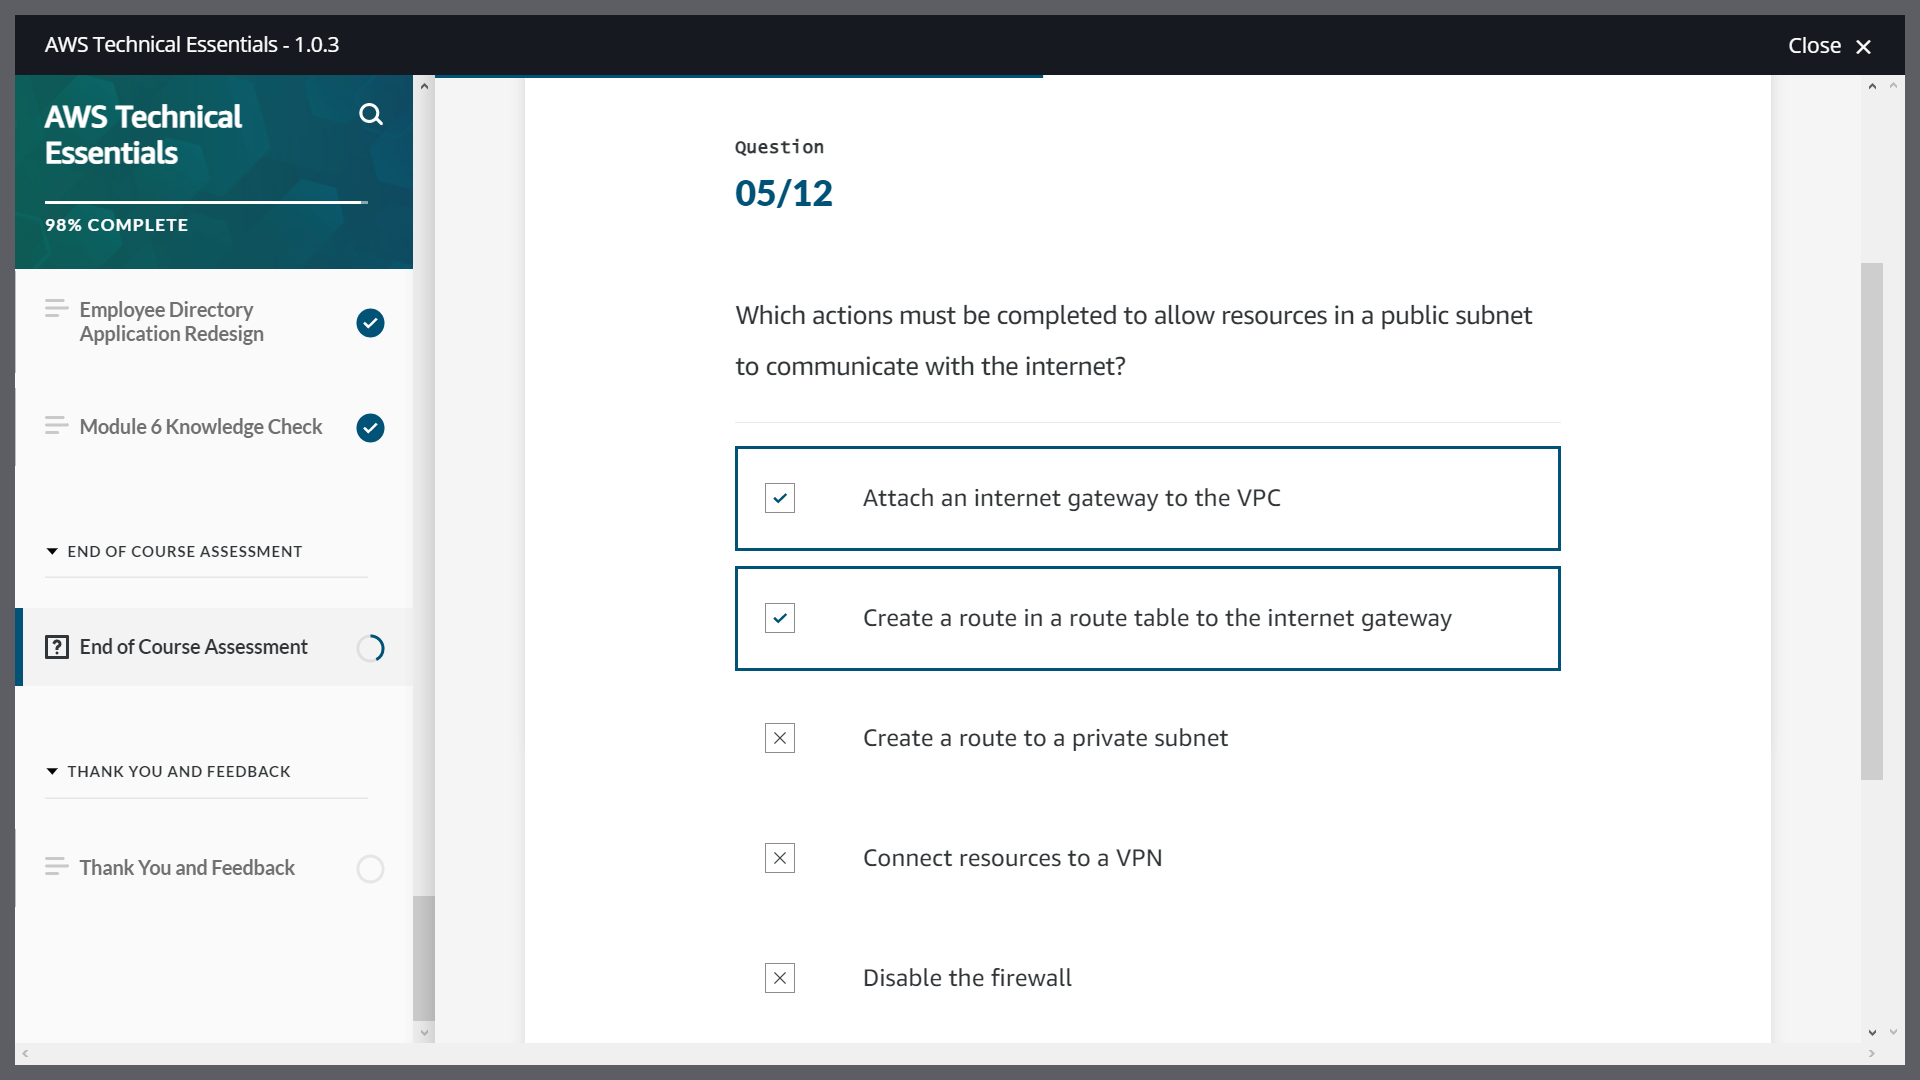 AWS Technical Essentials - 1.0.3
Close
AWS Technical
Essentials
98% COMPLETE
Employee Directory
Application Redesign
Module 6 Knowledge Check
END OF COURSE ASSESSMENT
End of Course Assessment
THANK YOU AND FEEDBACK
Thank You and Feedback
Question
05/12
Which actions must be completed to allow resources in a public subnet
to communicate with the internet?
Attach an internet gateway to the VPC
Create a route in a route table to the internet gateway
Create a route to a private subnet
Connect resources to a VPN
Disable the firewall